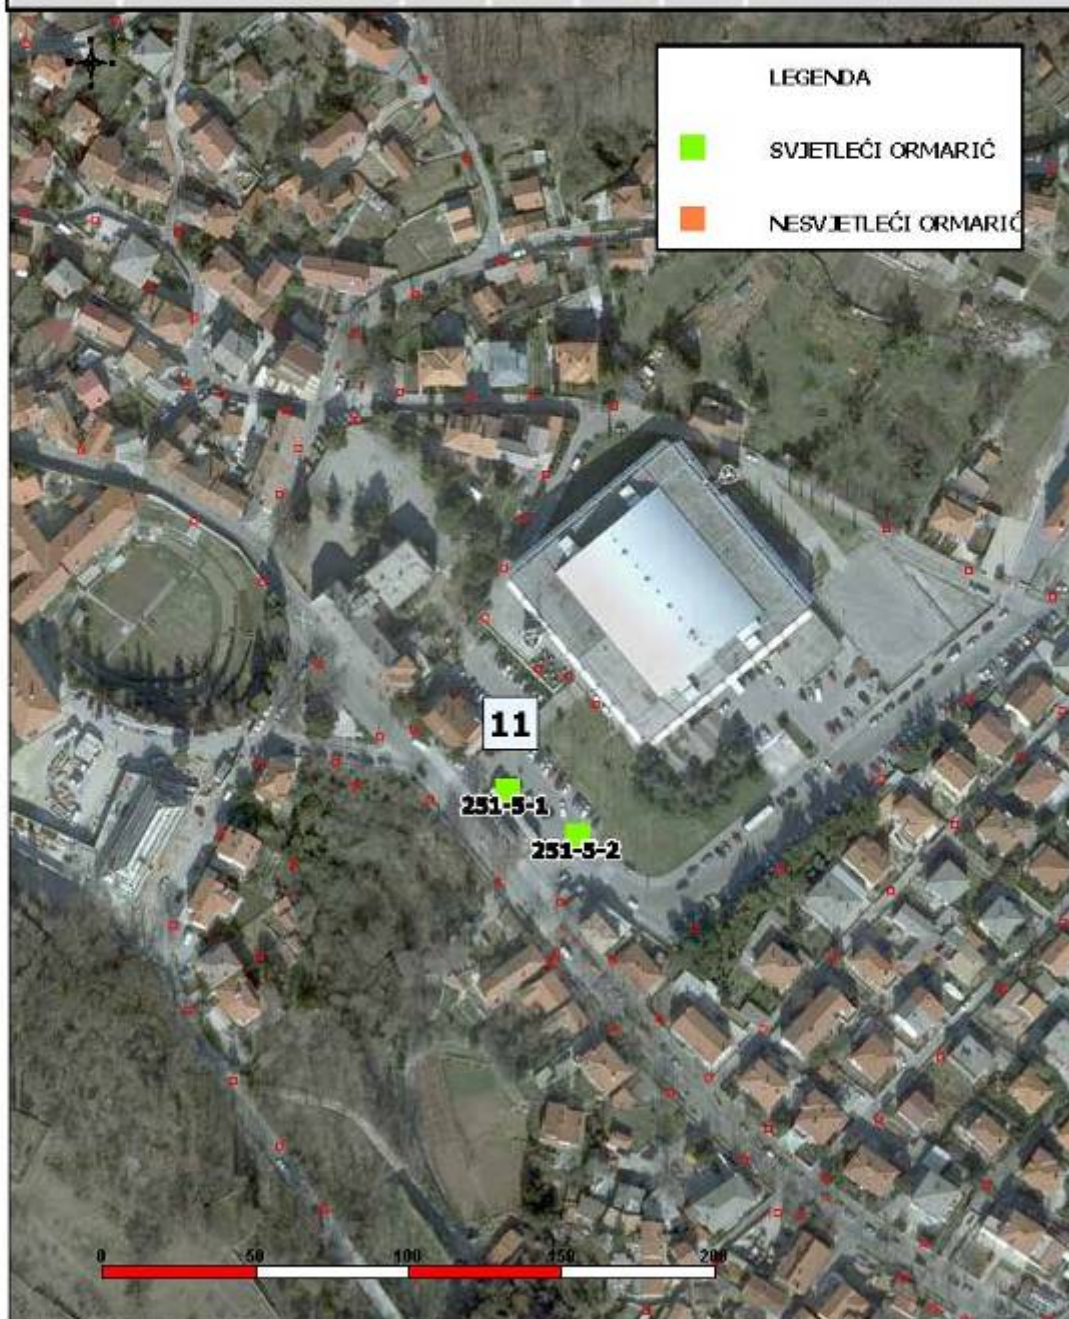 LEGENDA
SVJETLEĆI ORMARIĆ
NESVJETLEĆI ORMARIĆ
11
251-5-1
251-5-2
0 50 100 150 200